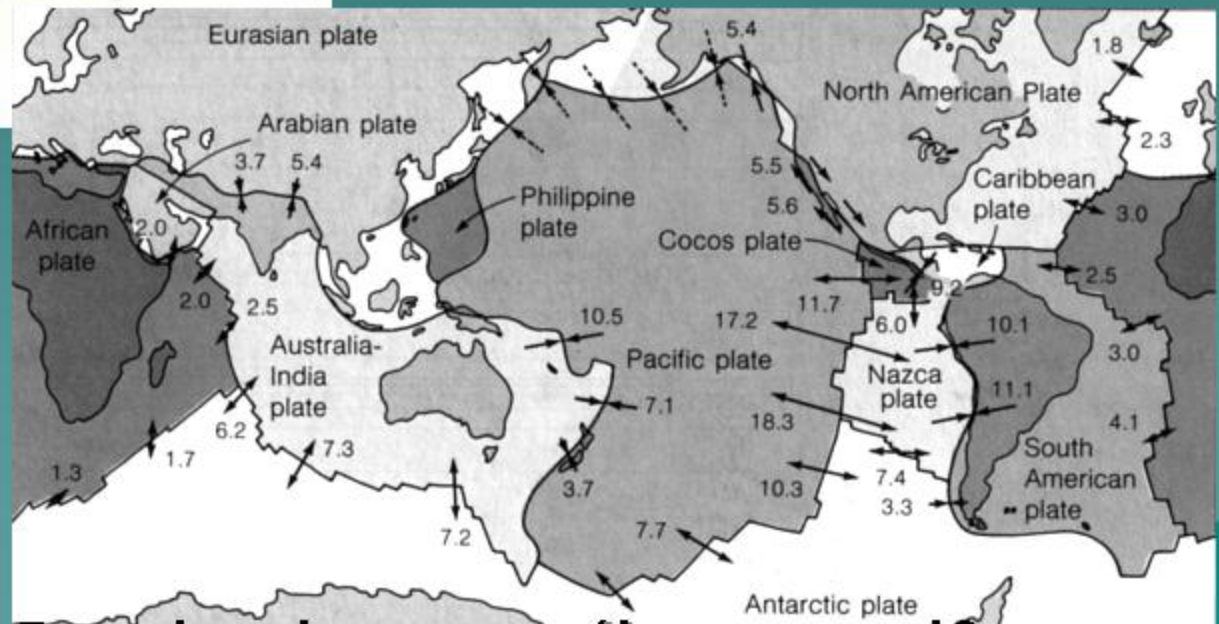 Eurasian plate
5.4
1.8
North American Plate
Arabian plate
3.7
5.4
2.3
5.5
Caribbean
plate
Philippine
plate
5.6
3.0
African
plate
2.0
Cocos plate
2.0
2.5
11.7
9.2
2.5
10.5
17.2
6.0
10.1
3.0
Australia-
India
plate
Pacific plate
Nazca
plate
7.1
11.1
18.3
4.1
6.2
7.3
South
American
plate
1.3
1.7
3.7
10.3
7.4
3.3
7.2
7.7
Antarctic plate